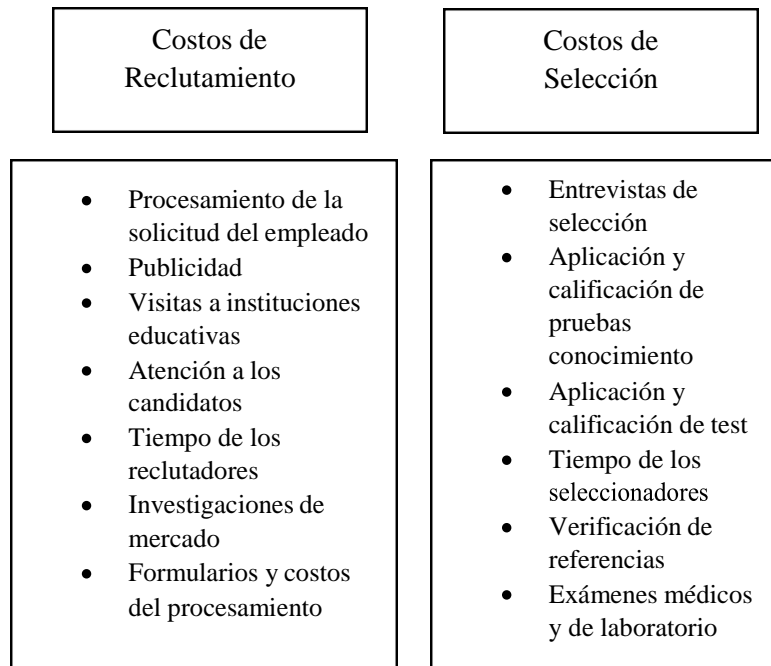 Costos de
Reclutamiento
Costos de
Selección
• Procesamiento de la
solicitud del empleado
• Publicidad
• Visitas a instituciones
educativas
• Atención a los
candidatos
• Tiempo de los
reclutadores
• Investigaciones de
mercado
• Formularios y costos
del procesamiento
• Entrevistas de
selección
• Aplicación y
calificación de
pruebas
conocimiento
• Aplicación y
calificación de test
• Tiempo de los
seleccionadores
• Verificación de
referencias
• Exámenes médicos
y de laboratorio